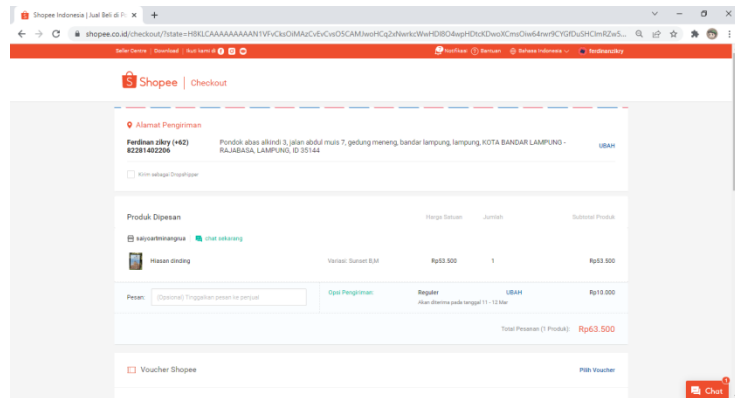 Shopee Indonesia | Jual Beli di P
shopee.co.id/checkout/?state=
Seller Centre | Download | Ikuti kami di
Notifikasi Bantuan Bahasa Indonesia ferdinandzikry
Shopee | Checkout
Alamat Pengiriman
Ferdinan zikry (+62) 82281402206
Pondok abas alkindi 3, jalan abdul muis 7, gedung meneng, bandar lampung, lampung, KOTA BANDAR LAMPUNG -
RAJABASA, LAMPUNG, ID 35144
UBAH
Kirim sebagai Dropshipper
Produk Dipesan Harga Satuan Jumlah Subtotal Produk
saiyoartminangrua chat sekarang
Hiasan dinding Variasi: Sunset B,M Rp53.500 1 Rp53.500
Pesan: (Opsional) Tinggalkan pesan ke penjual Opsi Pengiriman: Reguler UBAH Rp10.000
Akan diterima pada tanggal 11 - 12 Mar
Total Pesanan (1 Produk): Rp63.500
Voucher Shopee Pilih Voucher
Chat